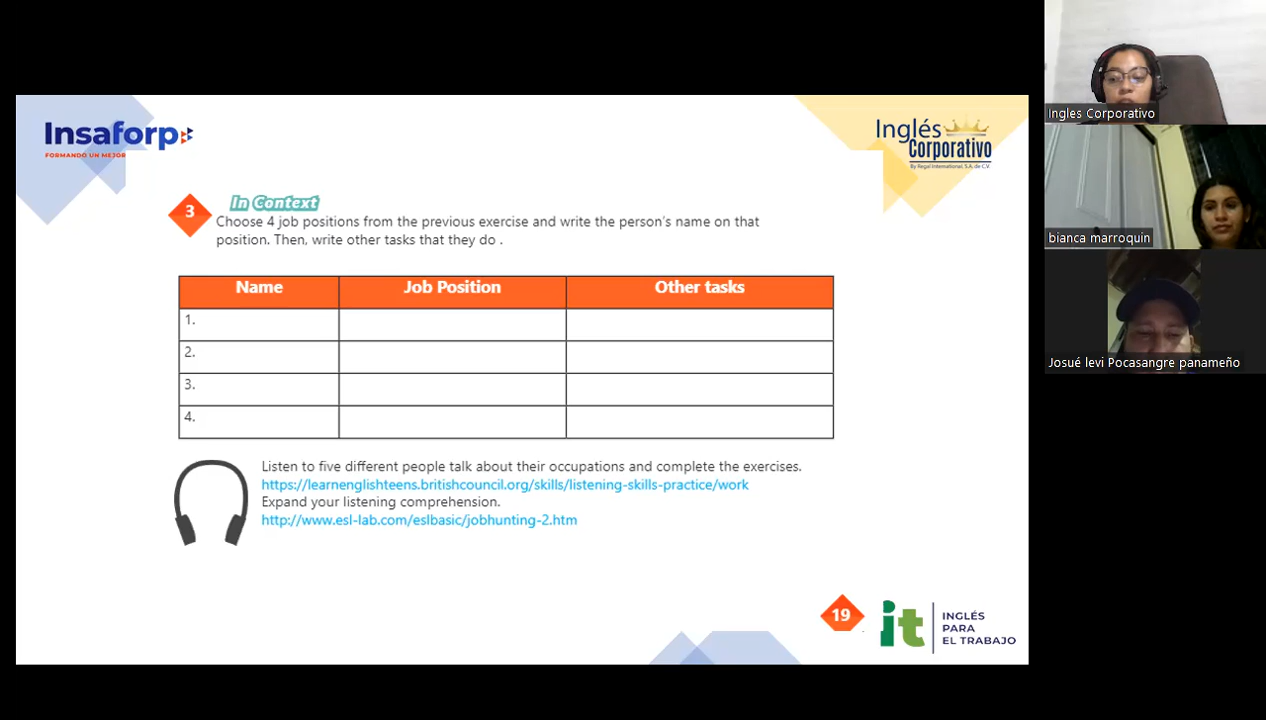 Insaforp
FORMANDO UN MEJOR
Inglés
Corporativo
By Regal International, S.A. de C.V.
3
In Context
Choose 4 job positions from the previous exercise and write the person's name on that
position. Then, write other tasks that they do .
Name Job Position Other tasks
1.
2.
3.
4.
Listen to five different people talk about their occupations and complete the exercises.
https://learnenglishteens.britishcouncil.org/skills/listening-skills-practice/work
Expand your listening comprehension.
http://www.esl-lab.com/eslbasic/jobhunting-2.htm
19
it
INGLÉS
PARA
EL TRABAJO
Ingles Corporativo
bianca marroquin
Josué levi Pocasangre panameño